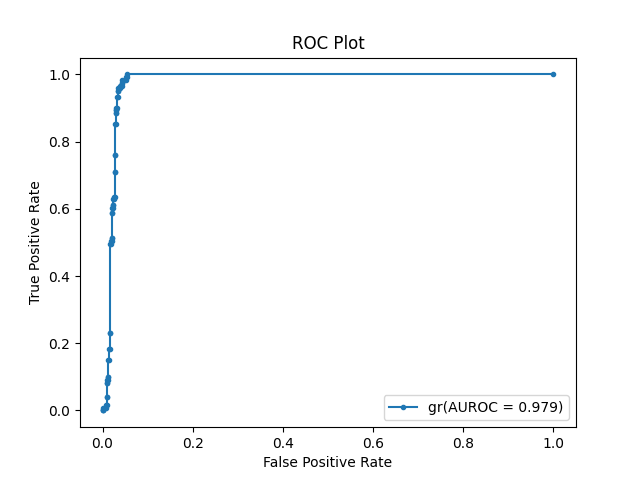 ROC Plot
True Positive Rate
1.0
0.8
0.6
0.4
0.2
0.0
gr(AUROC = 0.979)
0.0 0.2 0.4 0.6 0.8 1.0
False Positive Rate